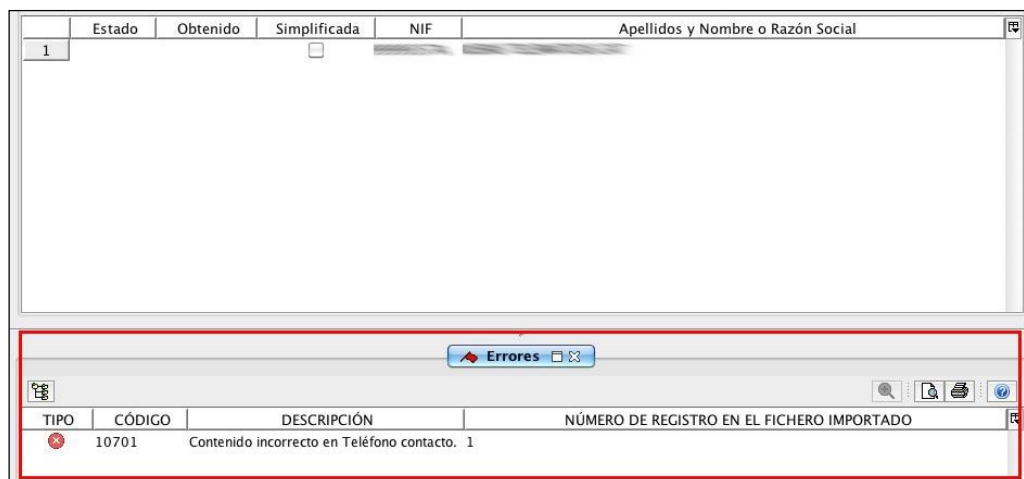 Estado Obtenido Simplificada NIF Apellidos y Nombre o Razón Social
1
Errores
TIPO CÓDIGO DESCRIPCIÓN NÚMERO DE REGISTRO EN EL FICHERO IMPORTADO
10701 Contenido incorrecto en Teléfono contacto. 1